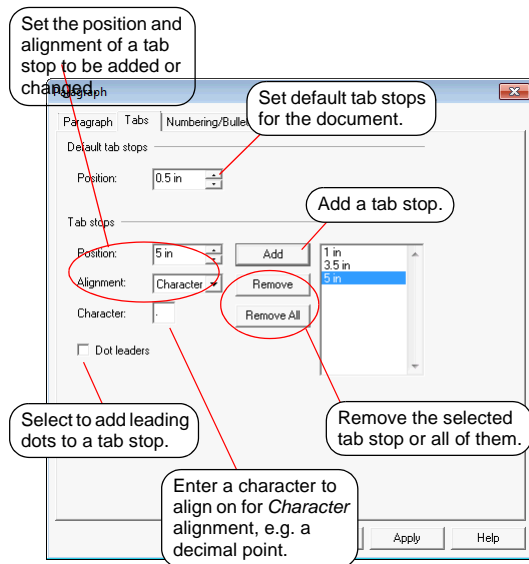 Set the position and
alignment of a tab
stop to be added or
changed.
Paragraph
Set default tab stops
for the document.
Paragraph Tabs Numbering/Bulle
Default tab stops
Position: 0.5 in
Add a tab stop.
Tab stops
Position: 5 in Add
1 in
3.5 in
5 in
Alignment: Character Remove
Character: . Remove All
Dot leaders
Select to add leading
dots to a tab stop.
Remove the selected
tab stop or all of them.
Enter a character to
align on for Character
alignment, e.g. a
decimal point.
Apply Help